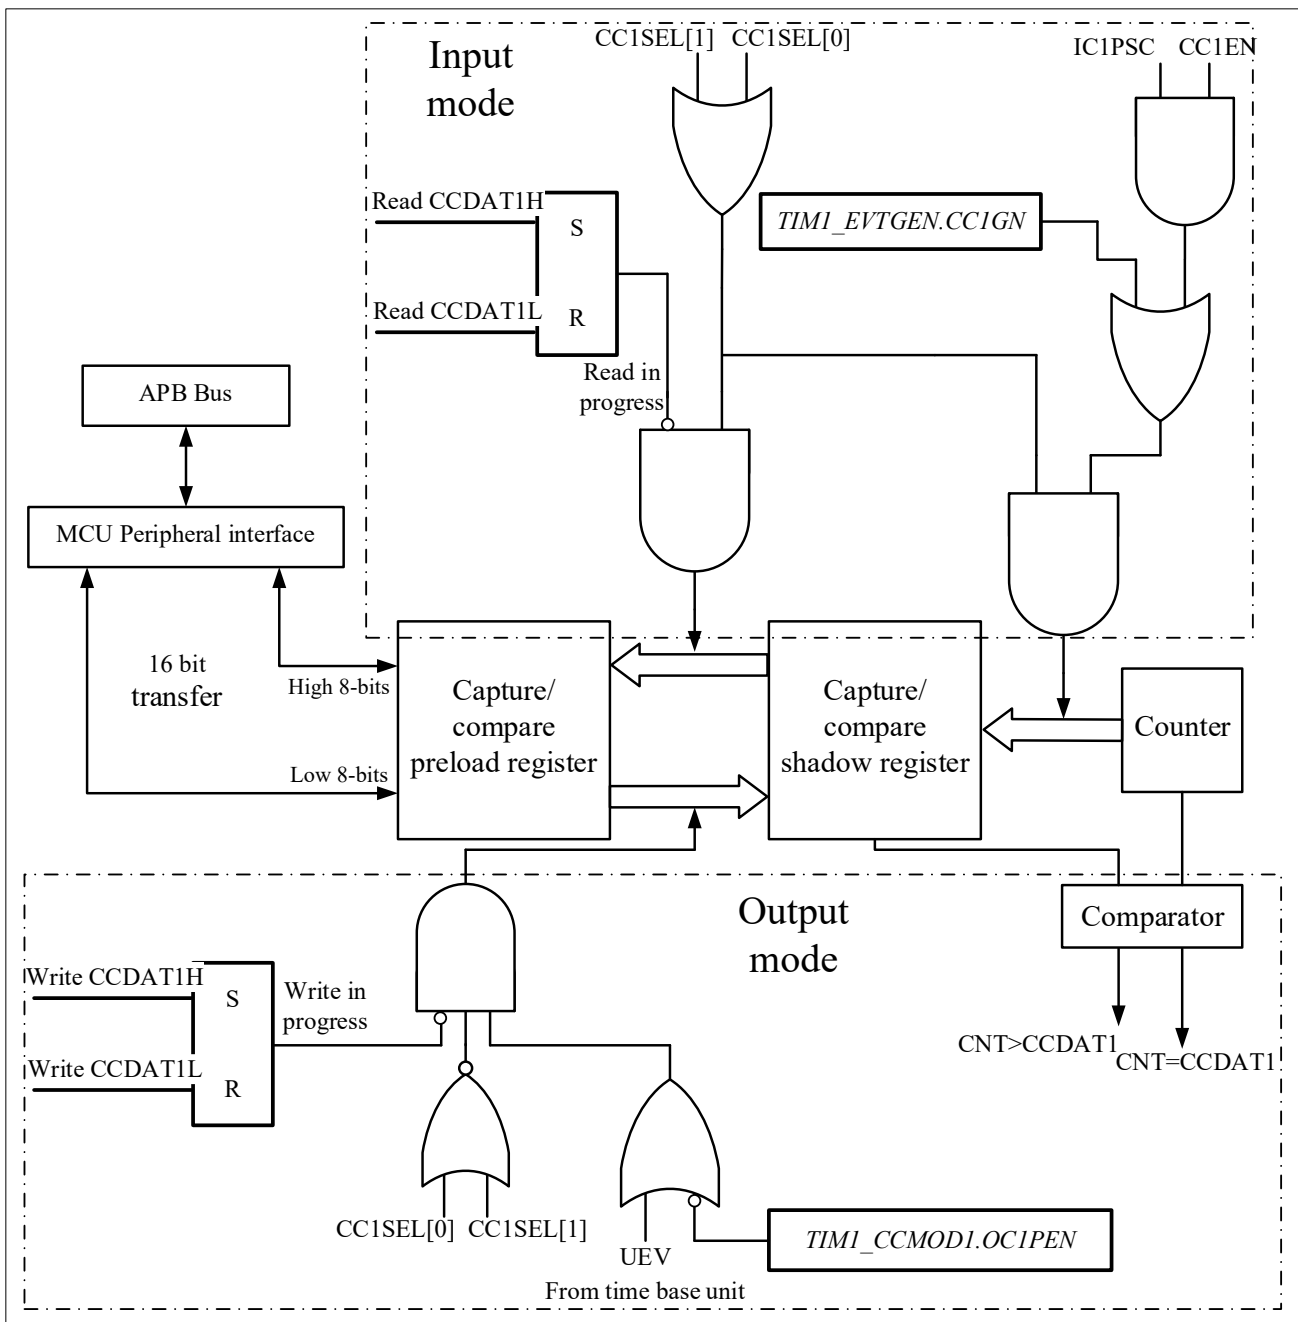 Input
mode
CC1SEL[1] CC1SEL[0]
IC1PSC CC1EN
Read CCDAT1H
S
TIM1_EVTGEN.CC1GN
Read CCDAT1L
R
Read in
progress
APB Bus
MCU Peripheral interface
16 bit
transfer
High 8-bits
Low 8-bits
Capture/
compare
preload register
Capture/
compare
shadow register
Counter
Output
mode
Comparator
Write CCDAT1H
S
Write in
progress
Write CCDAT1L
R
CNT>CCDAT1
CNT=CCDAT1
CC1SEL[0] CC1SEL[1]
UEV
TIM1_CCMOD1.OC1PEN
From time base unit